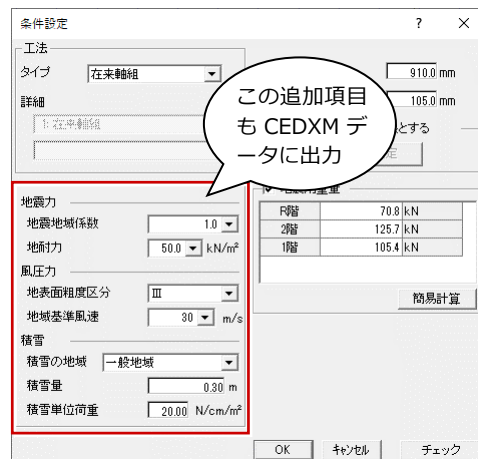 条件設定
? ×
工法
タイプ 在来軸組
910.0 mm
詳細
105.0 mm
1: 在来軸組
とする
定
この追加項目
も CEDXM デ
ータに出力
地震力
地震地域係数 1.0
地耐力 50.0 kN/m²
風圧力
地表面粗度区分 Ⅲ
地域基準風速 30 m/s
積雪
積雪の地域 一般地域
積雪量 0.30 m
積雪単位荷重 20.00 N/cm/m²
R階 70.8 kN
2階 125.7 kN
1階 105.4 kN
簡易計算
OK キャンセル チェック